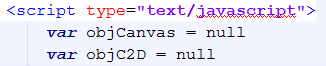 <script type="text/javascript">
var objCanvas = null
var objC2D = null